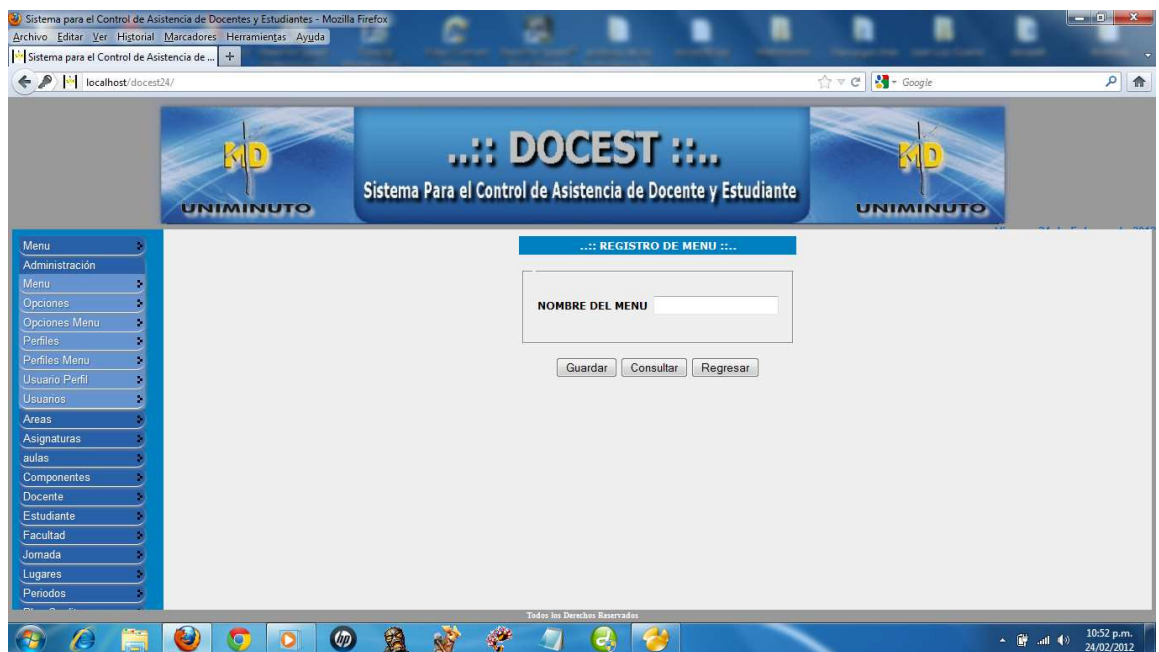 Sistema para el Control de Asistencia de Docentes y Estudiantes - Mozilla Firefox
Archivo Editar Ver Historial Marcadores Herramientas Ayuda
Sistema para el Control de Asistencia de ... +
localhost/docest24/
Google
MD
UNIMINUTO
..:: DOCEST ::..
Sistema Para el Control de Asistencia de Docente y Estudiante
MD
UNIMINUTO
Menu
Administración
Menu
Opciones
Opciones Menu
Perfiles
Perfiles Menu
Usuario Perfil
Usuarios
Areas
Asignaturas
aulas
Componentes
Docente
Estudiante
Facultad
Jornada
Lugares
Periodos
..:: REGISTRO DE MENU ::..
NOMBRE DEL MENU
Guardar Consultar Regresar
Todos los Derechos Reservados
hp
10:52 p.m.
24/02/2012